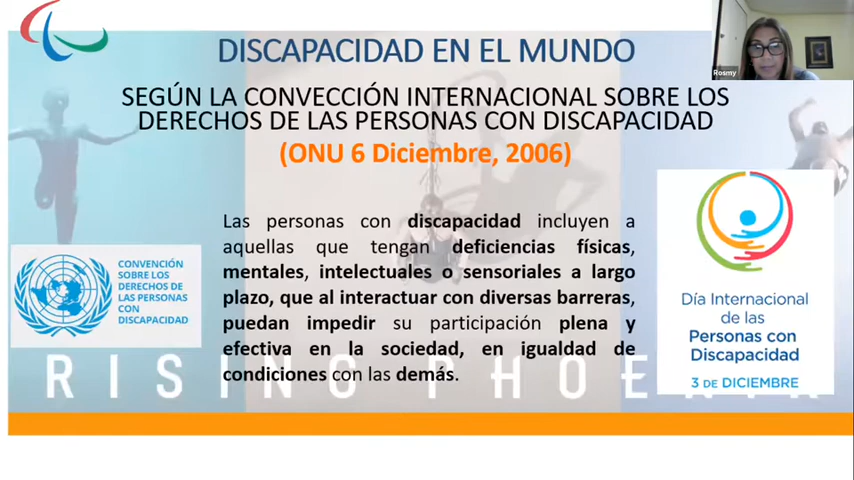 DISCAPACIDAD EN EL MUNDO
Rosmy
SEGÚN LA CONVECCIÓN INTERNACIONAL SOBRE LOS
DERECHOS DE LAS PERSONAS CON DISCAPACIDAD
(ONU 6 Diciembre, 2006)
Las personas con discapacidad incluyen a
aquellas que tengan deficiencias físicas,
mentales, intelectuales o sensoriales a largo
plazo, que al interactuar con diversas barreras,
puedan impedir su participación plena y
efectiva en la sociedad, en igualdad de
condiciones con las demás.
CONVENCIÓN
SOBRE LOS
DERECHOS DE
LAS PERSONAS
CON
DISCAPACIDAD
Día Internacional
de las
Personas con
Discapacidad
3 DE DICIEMBRE
RISING PHOENIX